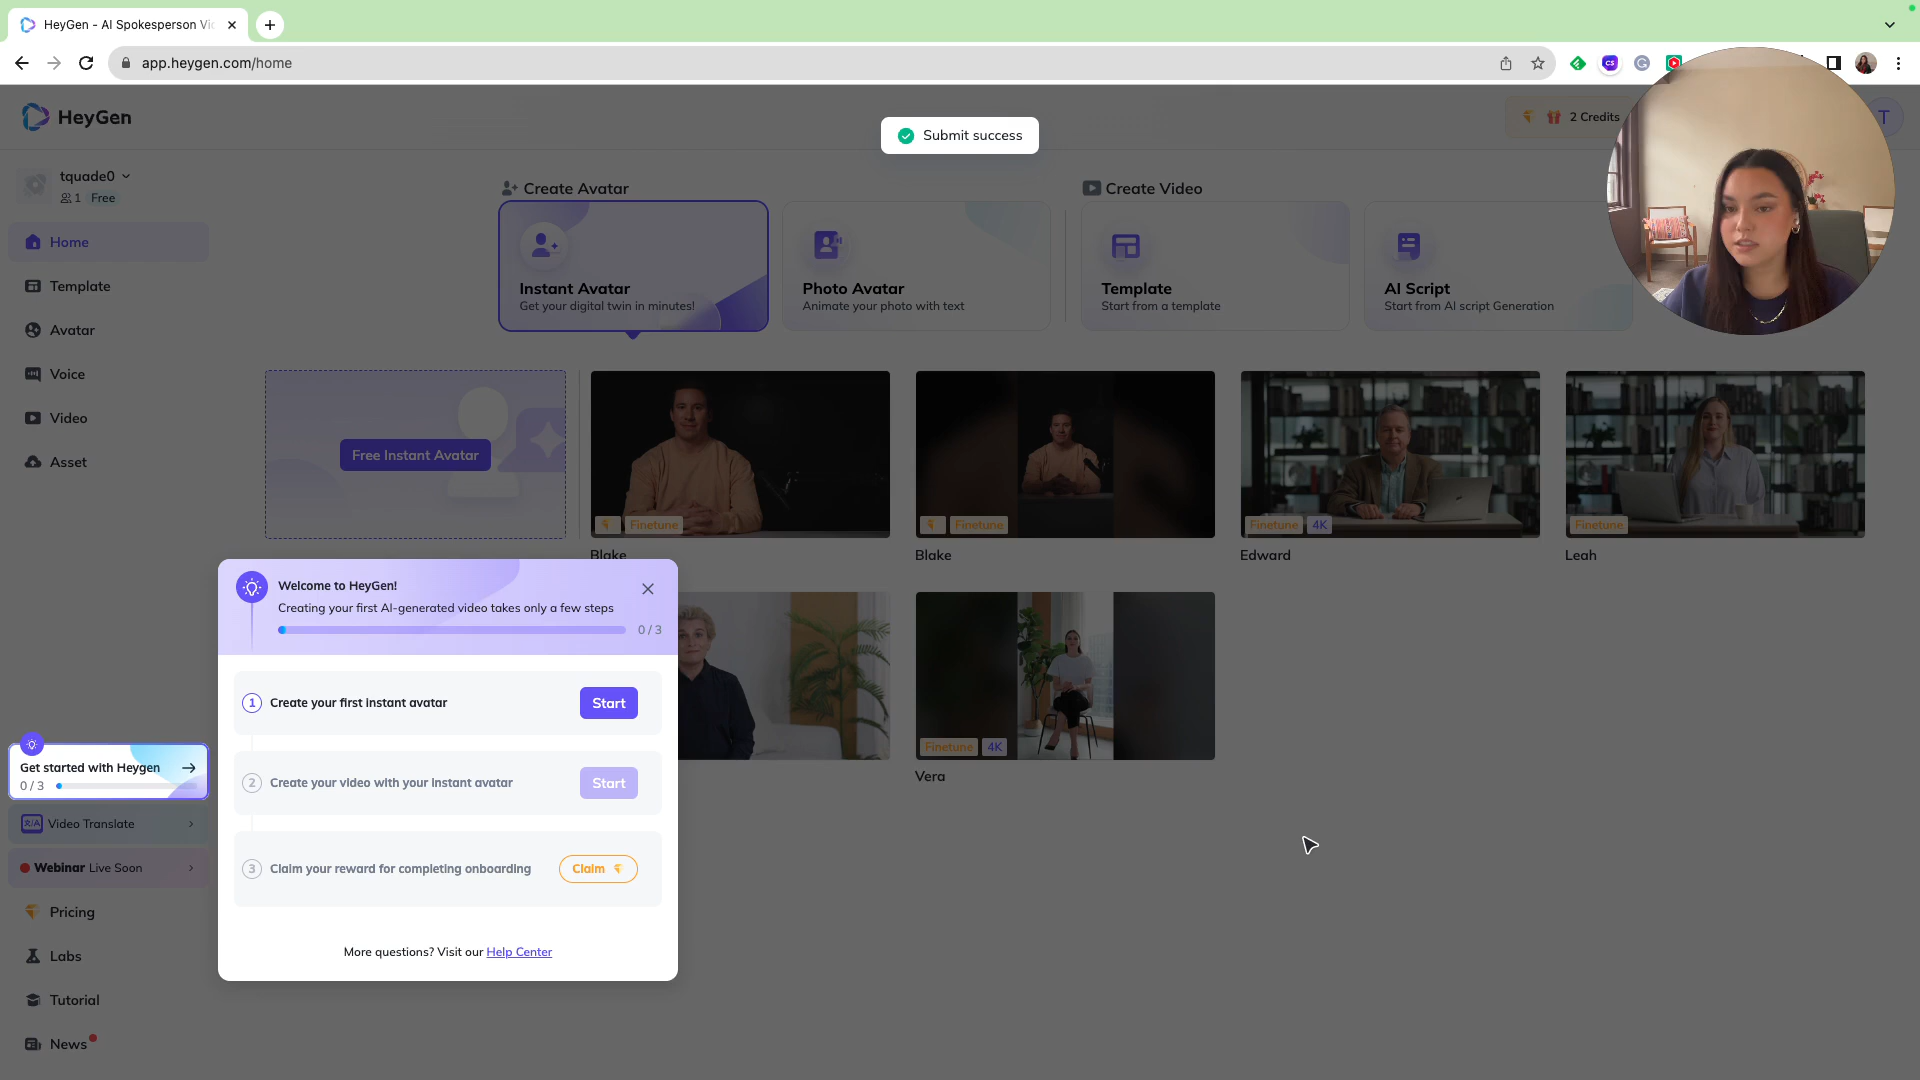 HeyGen - AI Spokesperson Vi
app.heygen.com/home
HeyGen
Submit success
2 Credits
T
tquade0
1 Free
Home
Template
Avatar
Voice
Video
Asset
Create Avatar
Create Video
Instant Avatar
Get your digital twin in minutes!
Photo Avatar
Animate your photo with text
Template
Start from a template
AI Script
Start from AI script Generation
Free Instant Avatar
Finetune
Blake
Finetune
Blake
Finetune 4K
Edward
Finetune
Leah
Finetune 4K
Vera
Welcome to HeyGen!
Creating your first AI-generated video takes only a few steps
0 / 3
1 Create your first instant avatar
Start
2 Create your video with your instant avatar
Start
3 Claim your reward for completing onboarding
Claim
More questions? Visit our Help Center
Get started with Heygen
0 / 3
Video Translate
Webinar Live Soon
Pricing
Labs
Tutorial
News